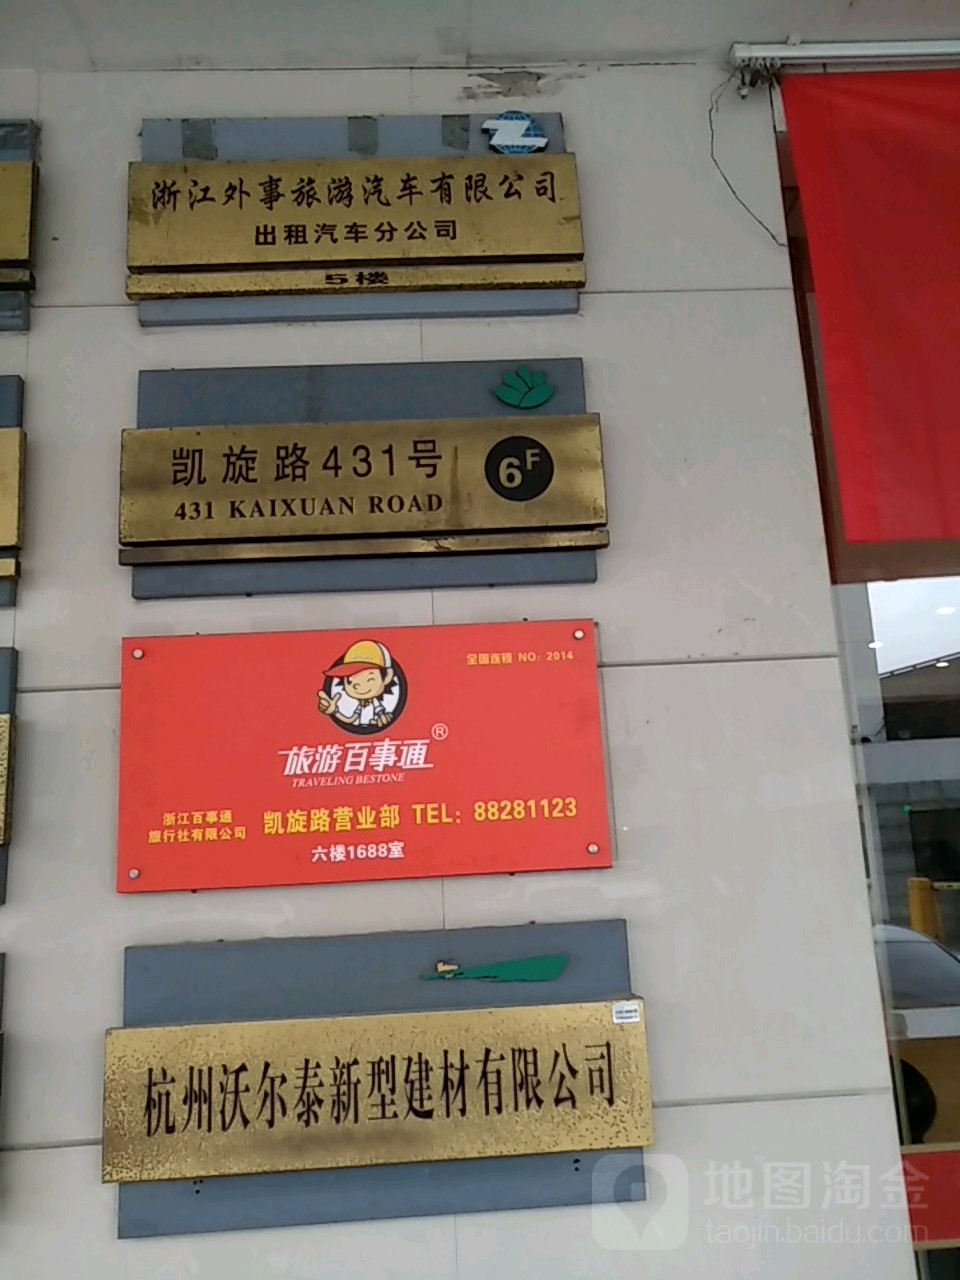 浙江外事旅游汽车有限公司
出租汽车分公司
5楼
凯旋路431号
6F
431 KAIXUAN ROAD
全国连锁 NO：2014
旅游百事通®
TRAVELING BESTONE
浙江百事通
旅行社有限公司
凯旋路营业部 TEL：88281123
六楼1688室
杭州沃尔泰新型建材有限公司
地图淘金
taojin.baidu.com